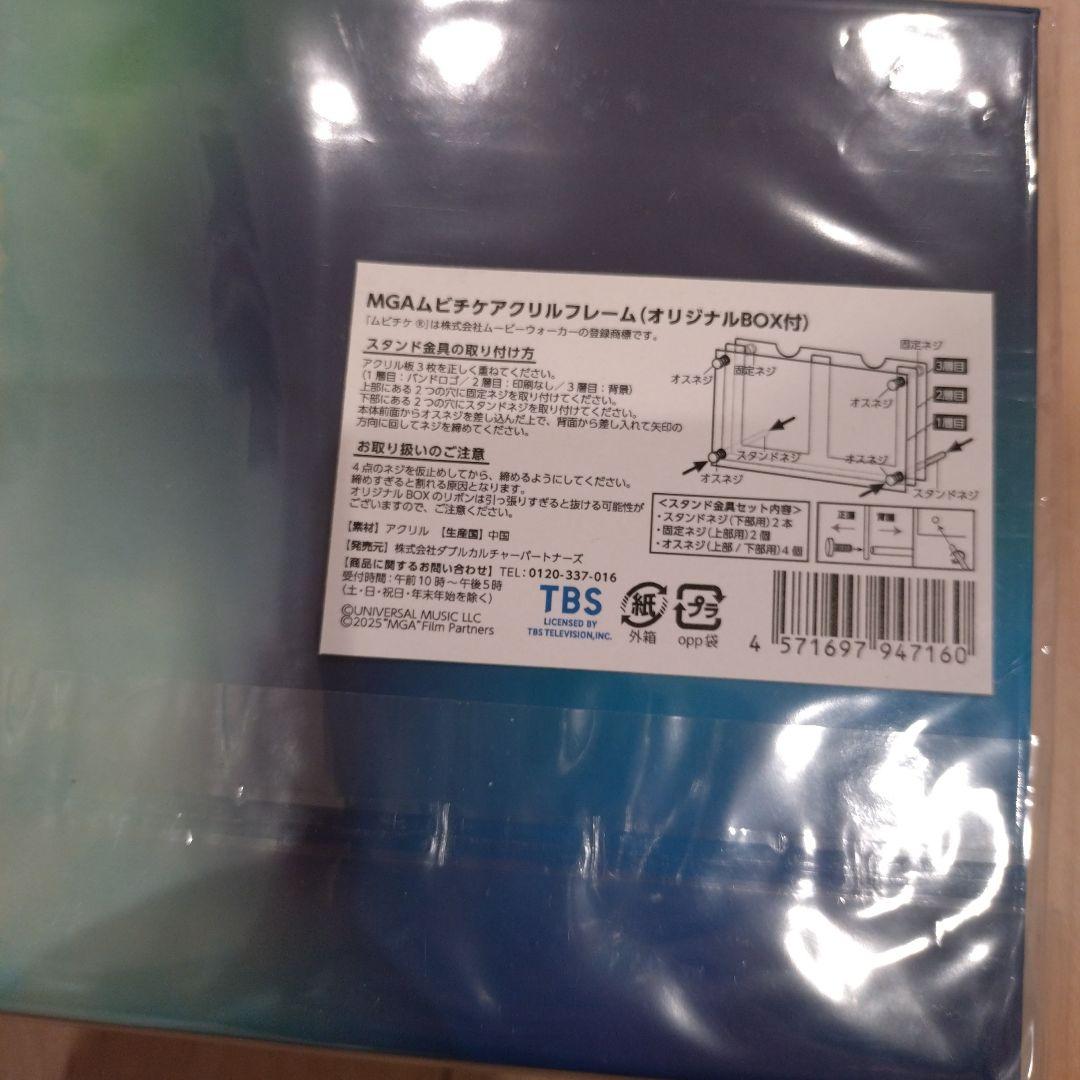 MGAムビチケアクリルフレーム(オリジナルBOX付)
『ムビチケ®』は株式会社ムービーウォーカーの登録商標です。
スタンド金具の取り付け方
アクリル板3枚を正しく重ねてください。
(1層目:バンドロゴ/2層目:印刷なし/3層目:背景)
上部にある2つの穴に固定ネジを取り付けてください。
下部にある2つの穴にスタンドネジを取り付けてください。
本体前面からオスネジを差し込んだ上で、背面から差し入れて矢印の
方向に回してネジを締めてください。
お取り扱いのご注意
4点のネジを仮止めしてから、締めるようにしてください。
締めすぎると割れる原因となります。
オリジナルBOXのリボンは引っ張りすぎると抜ける可能性が
ございますので、ご注意ください。
【素材】アクリル 【生産国】中国
【発売元】株式会社ダブルカルチャーパートナーズ
【商品に関するお問い合わせ】TEL:0120-337-016
受付時間:午前10時~午後5時
(土・日・祝日・年末年始を除く)
©UNIVERSAL MUSIC LLC
©2025"MGA"Film Partners
TBS
LICENSED BY
TBS TELEVISION,INC.
紙
外箱
プラ
opp袋
固定ネジ
固定ネジ
オスネジ
オスネジ
3層目
2層目
1層目
スタンドネジ
オスネジ
オスネジ
スタンドネジ
<スタンド金具セット内容>
・スタンドネジ(下部用)2本
・固定ネジ(上部用)2個
・オスネジ(上部/下部用)4個
正面
背面
4 571697 947160